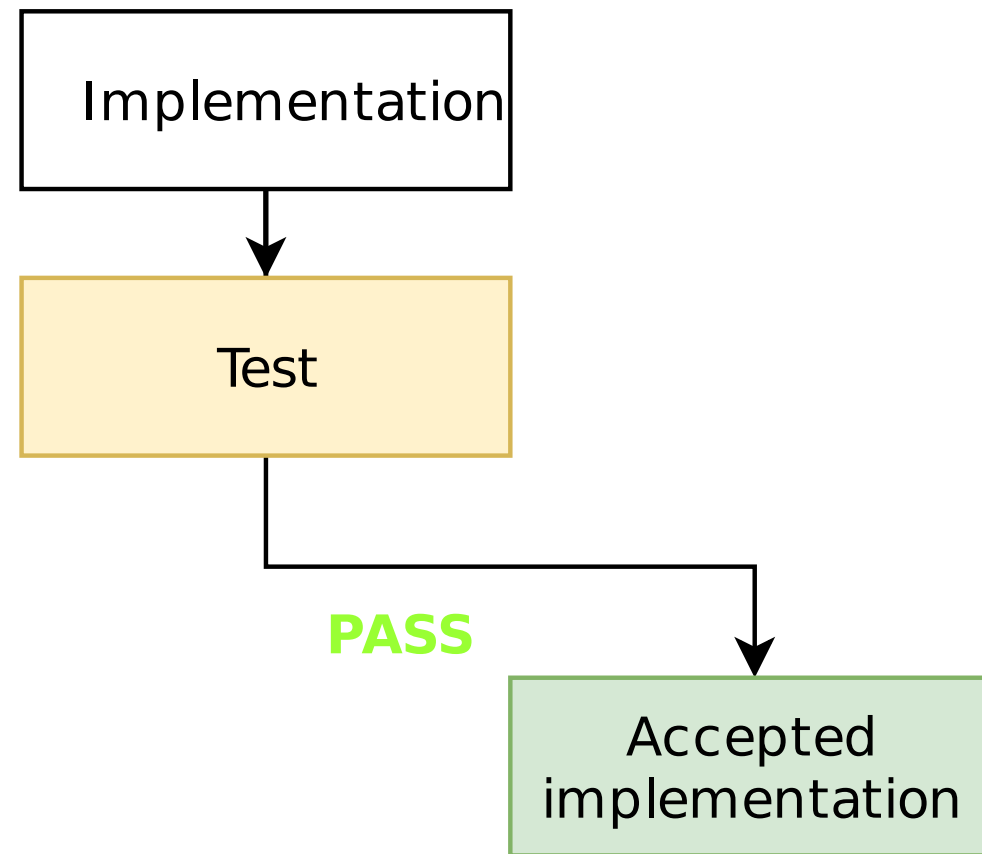 Implementation
Test
PASS
Accepted
implementation